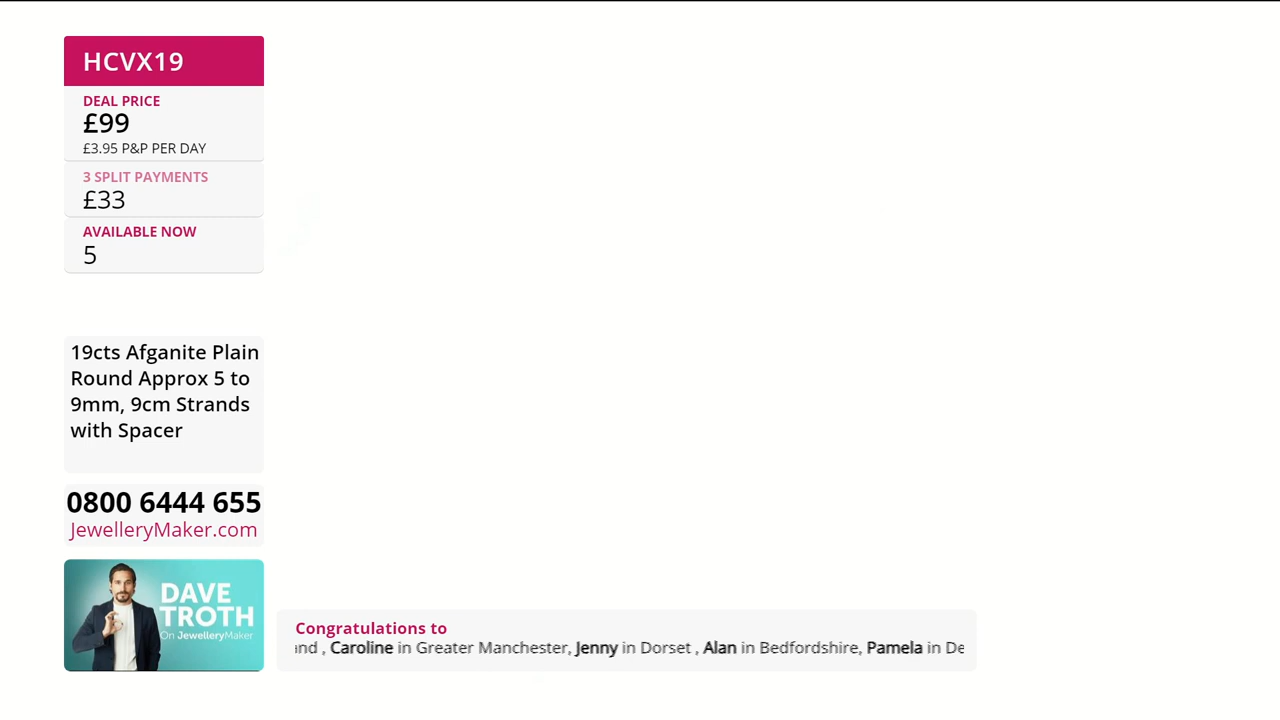 HCVX19
DEAL PRICE
£99
£3.95 P&P PER DAY
3 SPLIT PAYMENTS
£33
AVAILABLE NOW
5
19cts Afganite Plain
Round Approx 5 to
9mm, 9cm Strands
with Spacer
0800 6444 655
JewelleryMaker.com
DAVE
TROTH
On JewelleryMaker
Congratulations to
, Caroline in Greater Manchester, Jenny in Dorset , Alan in Bedfordshire, Pamela in